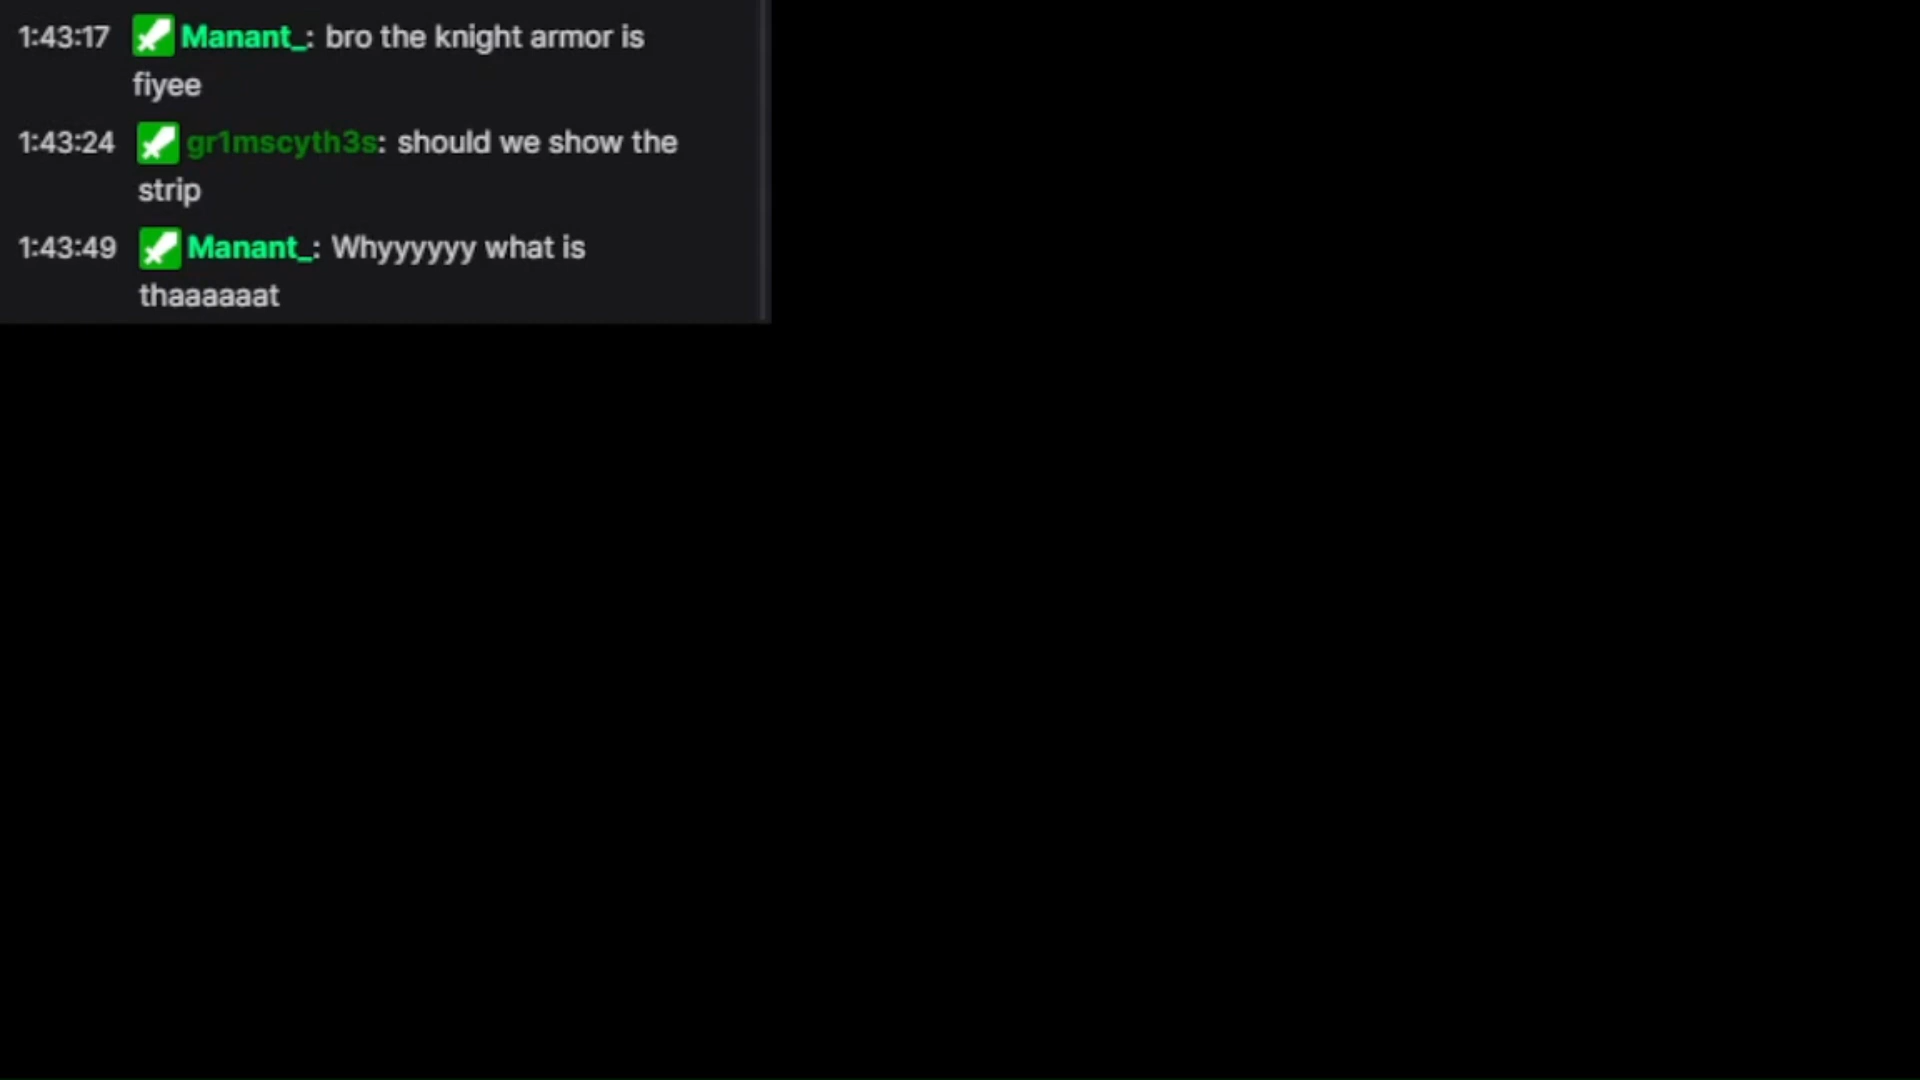 1:43:17 Manant_: bro the knight armor is
fiyee
1:43:24 gr1mscyth3s: should we show the
strip
1:43:49 Manant_: Whyyyyyy what is
thaaaaaat